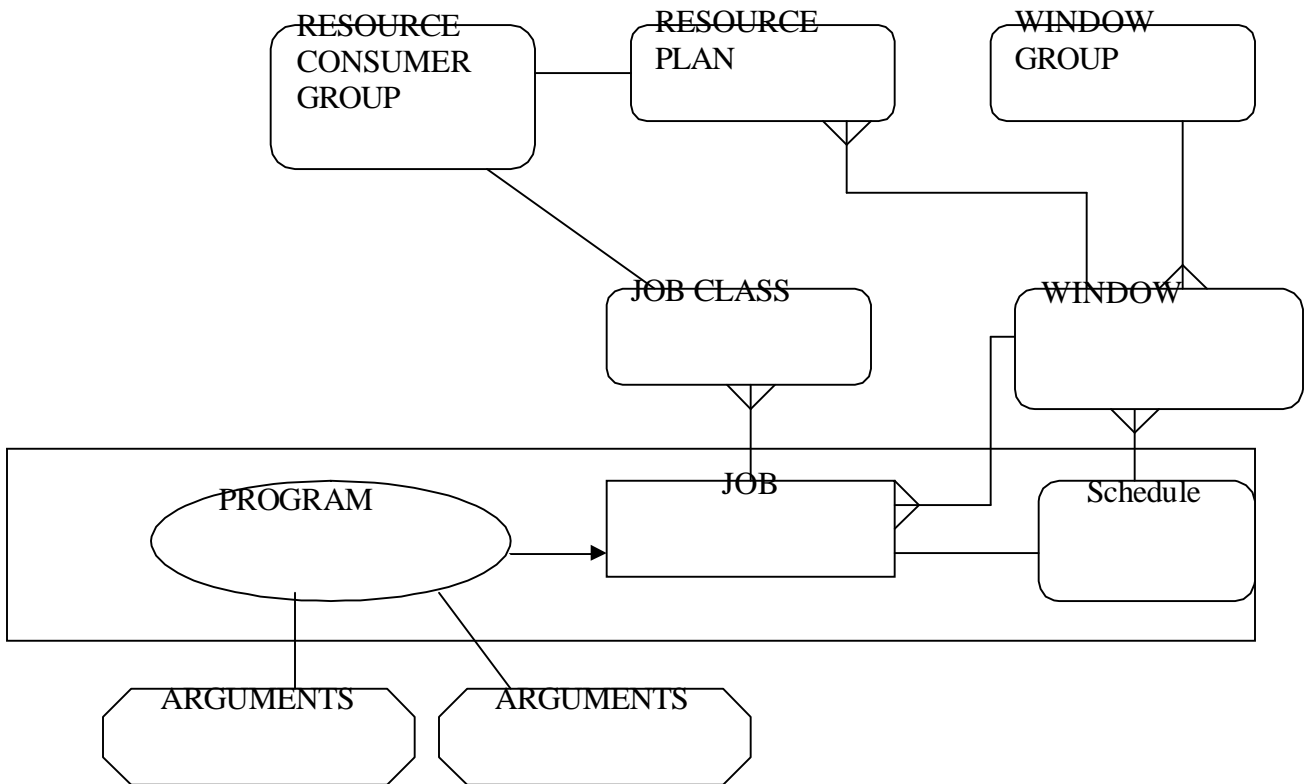 RESOURCE
CONSUMER
GROUP
RESOURCE
PLAN
WINDOW
GROUP
JOB CLASS
WINDOW
PROGRAM
JOB
Schedule
ARGUMENTS
ARGUMENTS